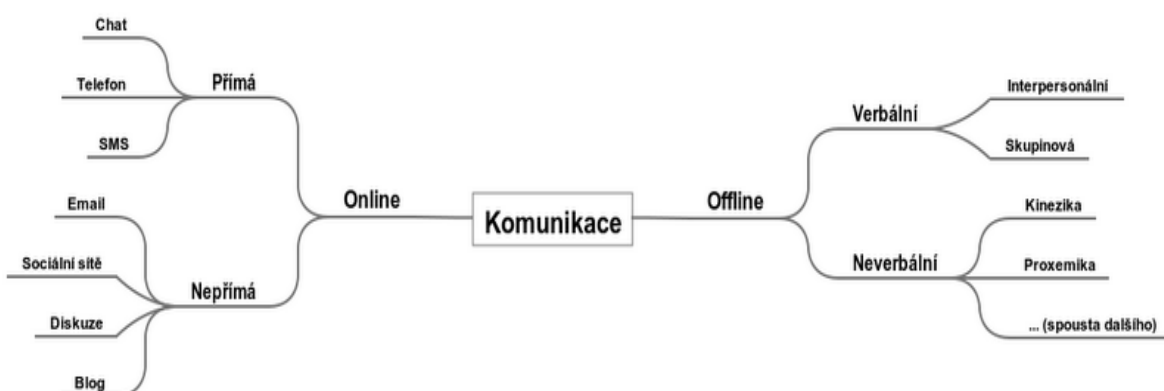 Chat
Telefon
SMS
Přímá
Email
Sociální sítě
Diskuze
Blog
Nepřímá
Online
Komunikace
Offline
Verbální
Interpersonální
Skupinová
Neverbální
Kinezika
Proxemika
... (spousta dalšího)